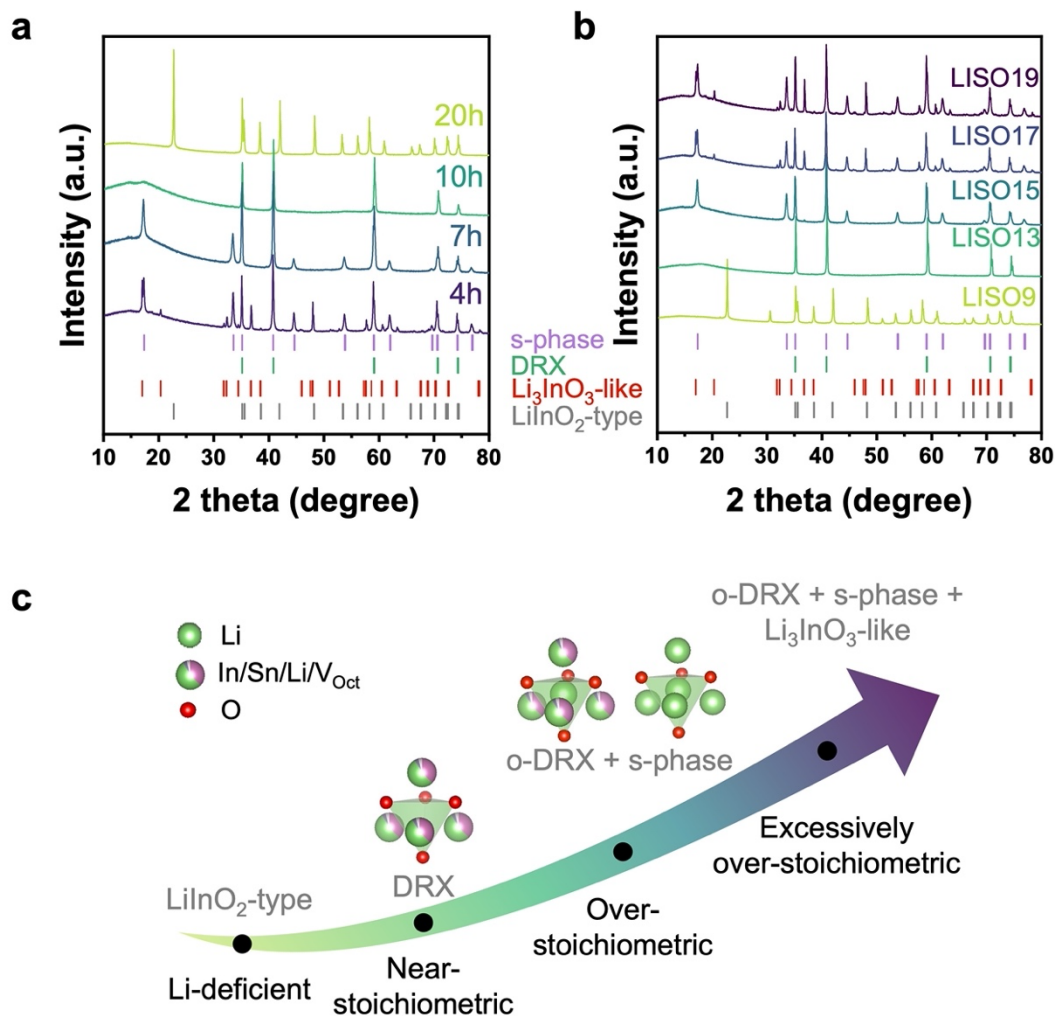 a
Intensity (a.u.)
20h
10h
7h
4h
10 20 30 40 50 60 70 80
2 theta (degree)
s-phase
DRX
Li₃InO₃-like
LiInO₂-type
b
Intensity (a.u.)
LISO19
LISO17
LISO15
LISO13
LISO9
10 20 30 40 50 60 70 80
2 theta (degree)
c
Li
In/Sn/Li/V_Oct
O
o-DRX + s-phase +
Li₃InO₃-like
o-DRX + s-phase
DRX
LiInO₂-type
Excessively
over-stoichiometric
Over-
stoichiometric
Near-
stoichiometric
Li-deficient